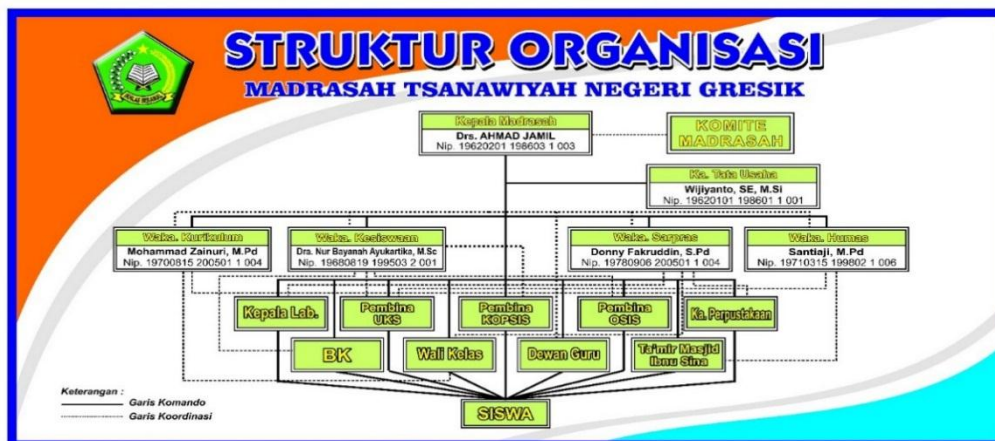 STRUKTUR ORGANISASI
MADRASAH TSANAWIYAH NEGERI GRESIK
Kepala Madrasah
Drs. AHMAD JAMIL
Nip. 19620201 198603 1 003
KOMITE
MADRASAH
Ka. Tata Usaha
Wijiyanto, SE, M.Si
Nip. 19620101 198601 1 001
Waka. Kurikulum
Mohammad Zainuri, M.Pd
Nip. 19700815 200501 1 004
Waka. Kesiswaan
Dra. Nur Bayanah Ayukartika, M.Sc
Nip. 19680819 199503 2 001
Waka. Sarpras
Donny Fakruddin, S.Pd
Nip. 19780908 200501 1 004
Waka. Humas
Santiaji, M.Pd
Nip. 19710315 199802 1 006
Kepala Lab.
Pembina
UKS
Pembina
KOPSIS
Pembina
OSIS
Ka. Perpustakaan
BK
Wali Kelas
Dewan Guru
Ta'mir Masjid
Ibnu Sina
SISWA
Keterangan :
Garis Komando
Garis Koordinasi